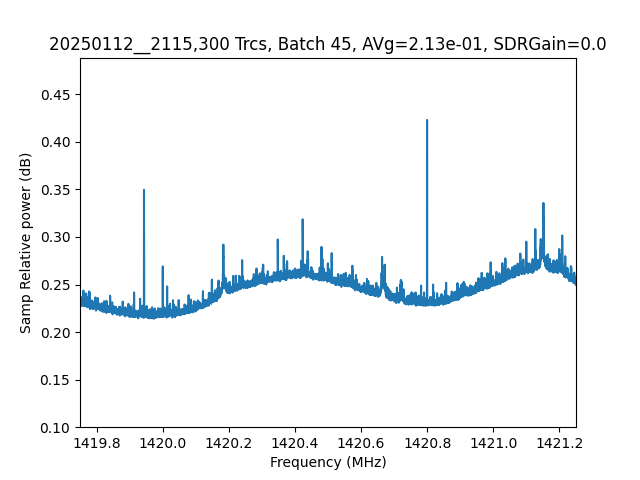 20250112__2115,300 Trcs, Batch 45, AVg=2.13e-01, SDRGain=0.0
Samp Relative power (dB)
0.45
0.40
0.35
0.30
0.25
0.20
0.15
0.10
1419.8 1420.0 1420.2 1420.4 1420.6 1420.8 1421.0 1421.2
Frequency (MHz)